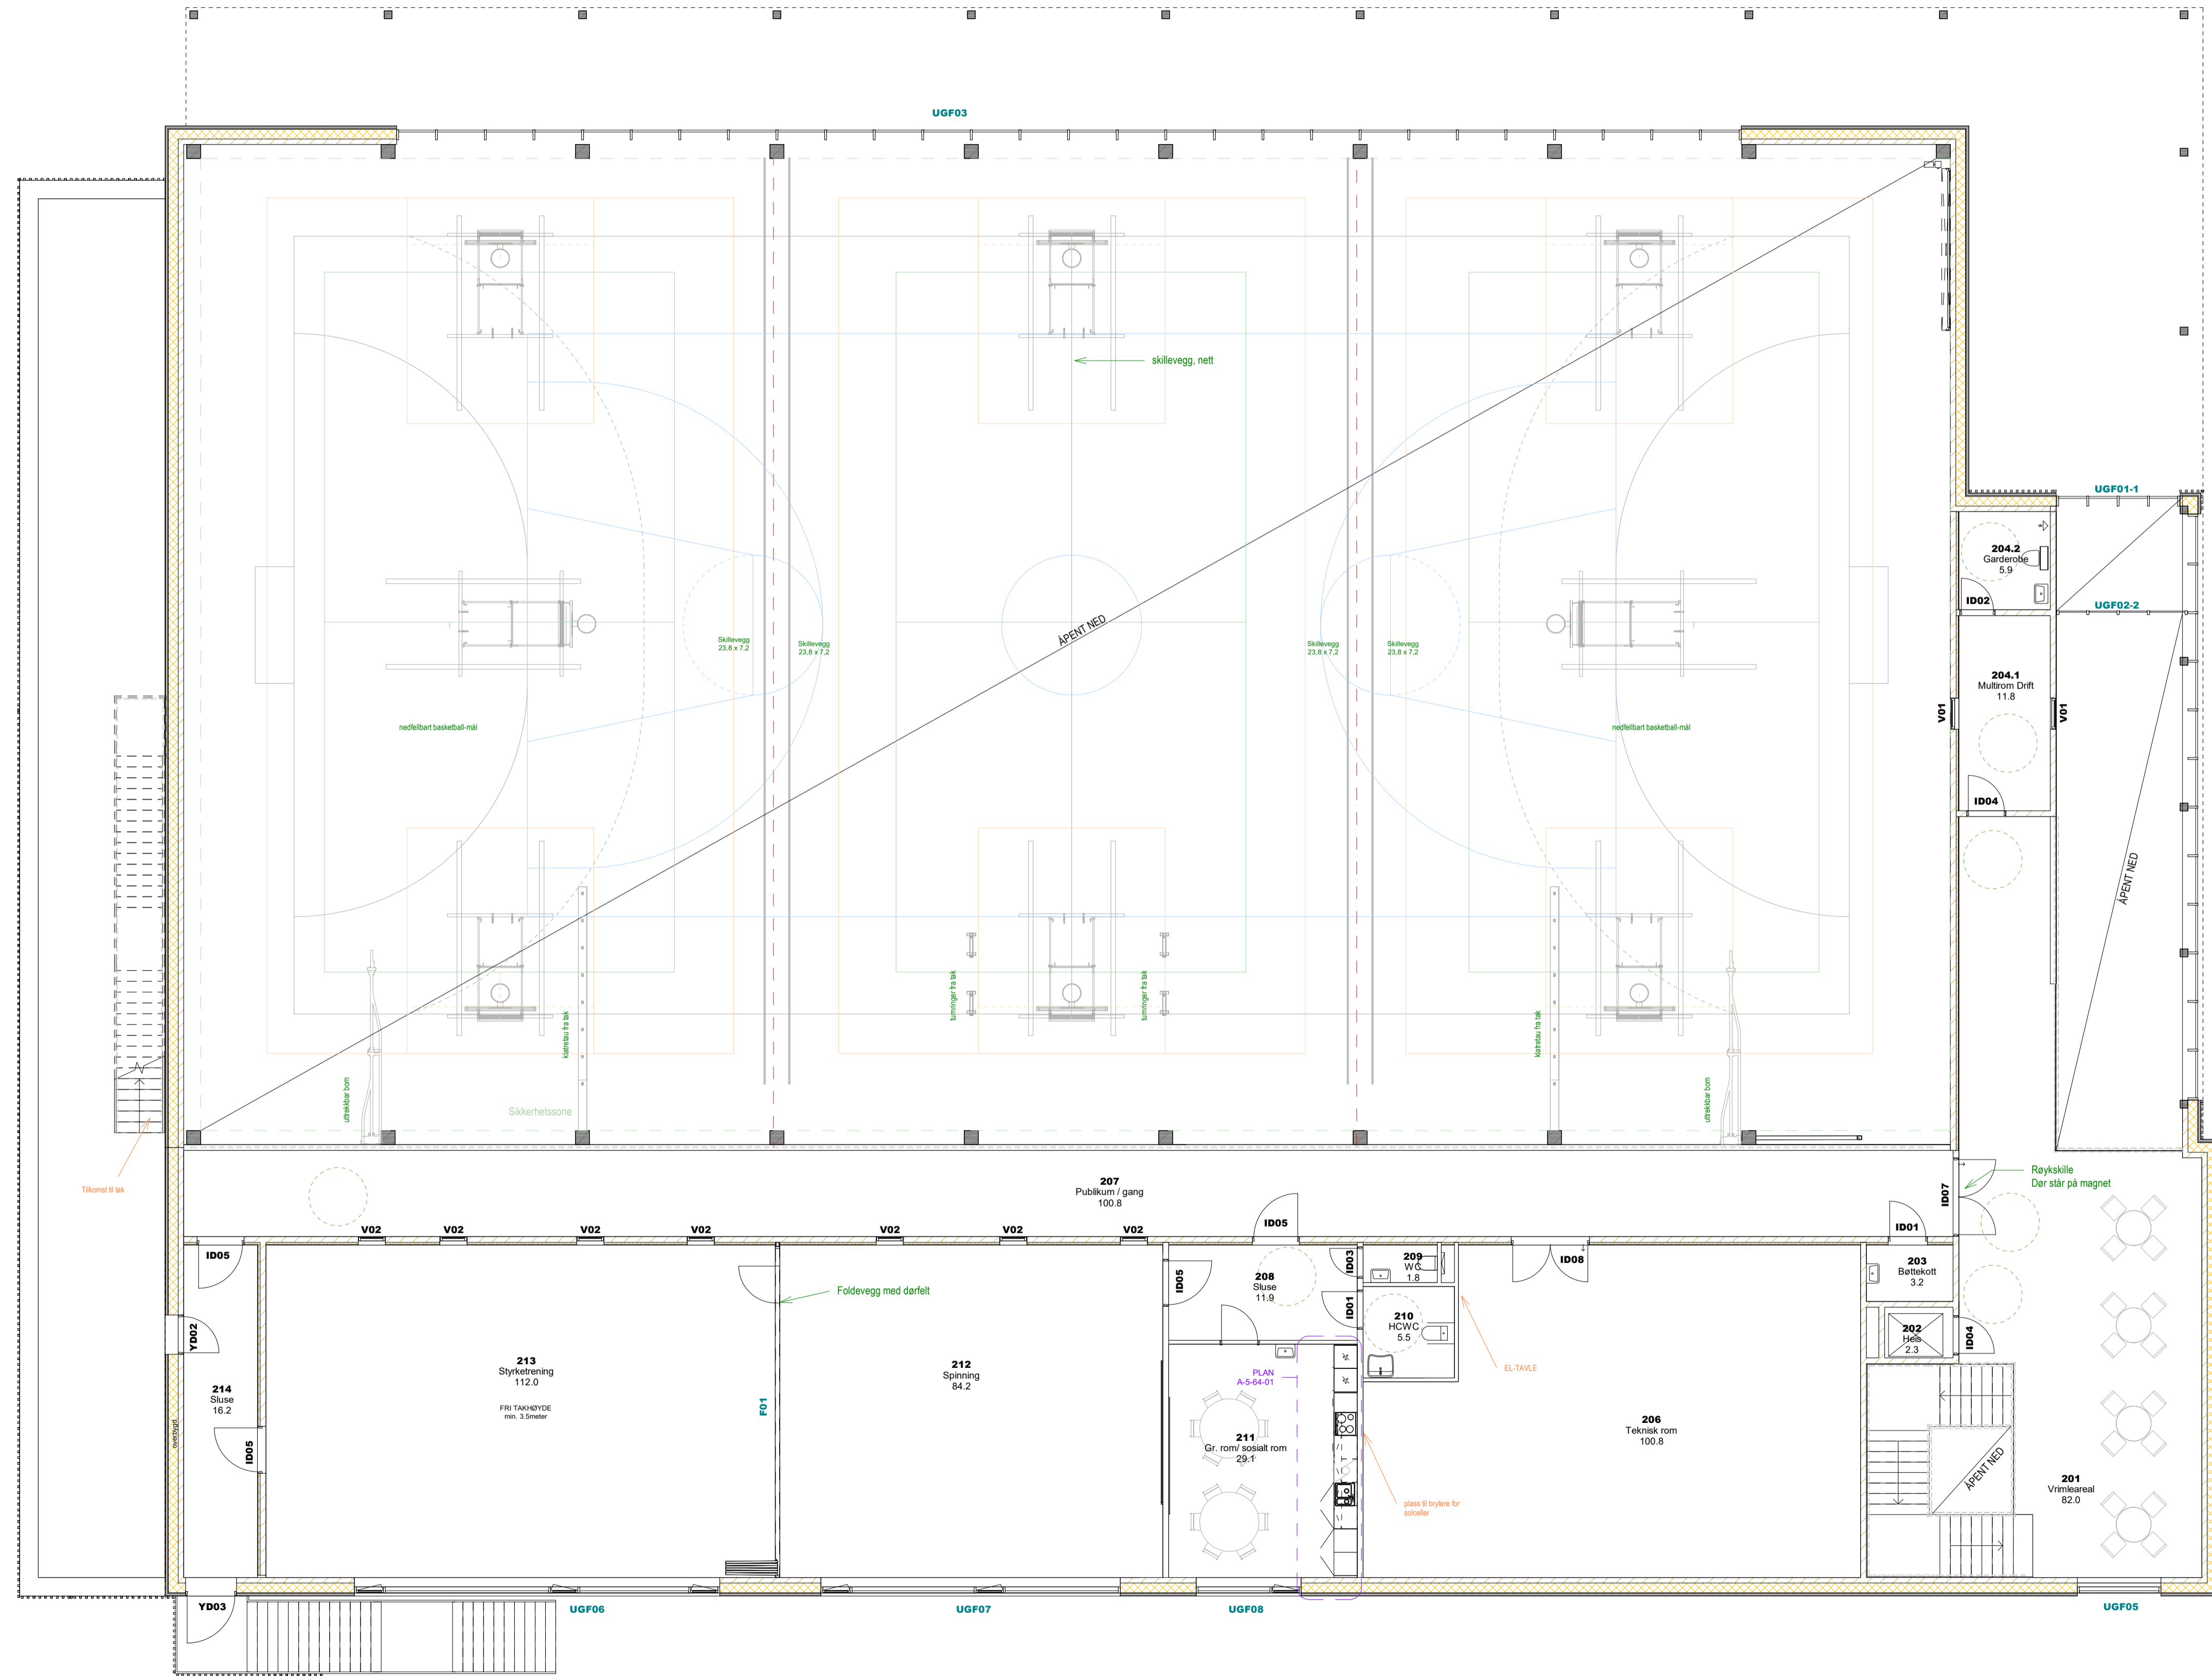 UGF03
UGF01-1
skillevegg, nett
204.2
Garderobe
5.9
ID02
UGF02-2
ÅPENT NED
Skillevegg
23,8 x 7,2
Skillevegg
23,8 x 7,2
Skillevegg
23,8 x 7,2
Skillevegg
23,8 x 7,2
204.1
Multirom Drift
11.8
V01
V01
nedfellbart basketball-mål
nedfellbart basketball-mål
ID04
ÅPENT NED
turnringer fra tak
turnringer fra tak
klatretau fra tak
klatretau fra tak
uttrekkbar bom
uttrekkbar bom
Sikkerhetssone
Tilkomst til tak
207
Publikum / gang
100.8
Røykskille
Dør står på magnet
ID07
V02
V02
V02
V02
V02
V02
V02
ID05
ID01
ID05
ID05
208
Sluse
11.9
ID03
209
WC
1.8
ID08
203
Bøttekott
3.2
Foldevegg med dørfelt
ID01
210
HCWC
5.5
202
Heis
2.3
ID04
YD02
213
Styrketrening
112.0
FRI TAKHØYDE
min. 3.5meter
212
Spinning
84.2
PLAN
A-5-64-01
EL-TAVLE
214
Sluse
16.2
F01
overbygd
ID05
211
Gr. rom/ sosialt rom
29.1
206
Teknisk rom
100.8
ÅPENT NED
201
Vrimleareal
82.0
plass til brytere for
solceller
YD03
UGF06
UGF07
UGF08
UGF05